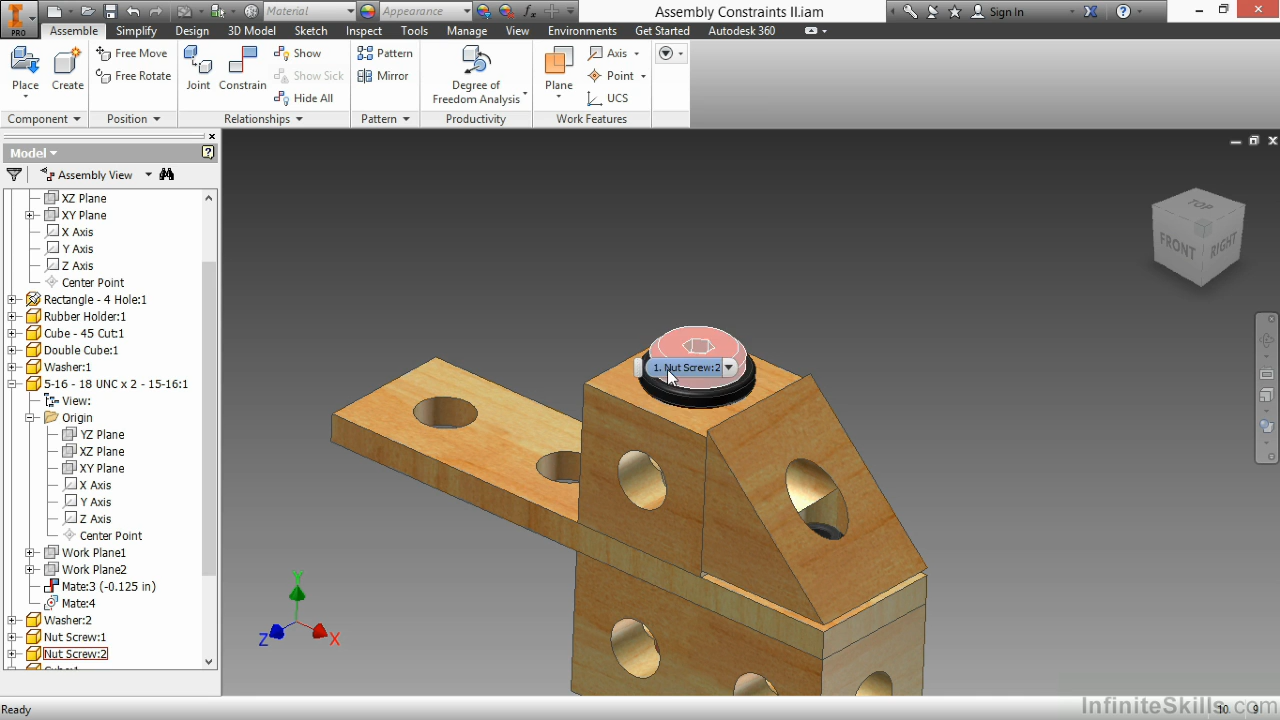 PRO
Material
Appearance
Assembly Constraints II.iam
Sign In
Assemble
Simplify
Design
3D Model
Sketch
Inspect
Tools
Manage
View
Environments
Get Started
Autodesk 360
Place
Create
Free Move
Free Rotate
Joint
Constrain
Show
Show Sick
Hide All
Pattern
Mirror
Degree of
Freedom Analysis
Plane
Axis
Point
UCS
Component
Position
Relationships
Pattern
Productivity
Work Features
Model
Assembly View
XZ Plane
XY Plane
X Axis
Y Axis
Z Axis
Center Point
Rectangle - 4 Hole:1
Rubber Holder:1
Cube - 45 Cut:1
Double Cube:1
Washer:1
5-16 - 18 UNC x 2 - 15-16:1
View:
Origin
YZ Plane
XZ Plane
XY Plane
X Axis
Y Axis
Z Axis
Center Point
Work Plane1
Work Plane2
Mate:3 (-0.125 in)
Mate:4
Washer:2
Nut Screw:1
Nut Screw:2
Cube:1
1. Nut Screw:2
TOP
FRONT
RIGHT
Y
Z
X
Ready
InfiniteSkills.com
10
9